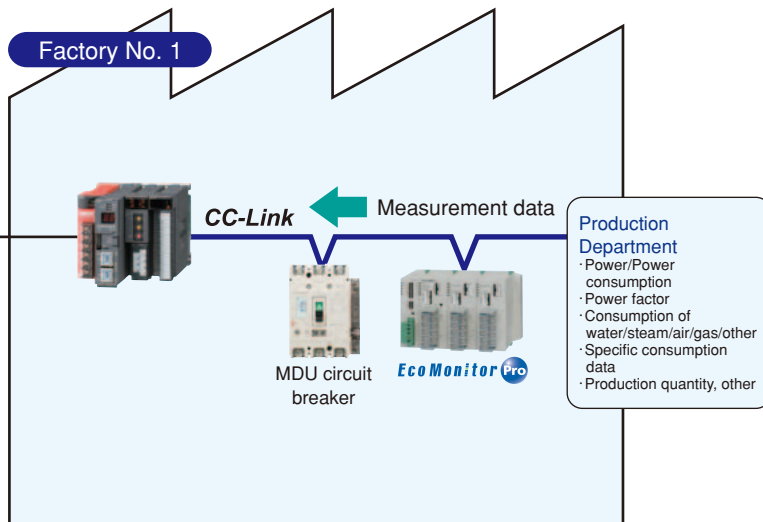 Factory No. 1
CC-Link
Measurement data
MDU circuit
breaker
EcoMonitor Pro
Production
Department
·Power/Power
consumption
·Power factor
·Consumption of
water/steam/air/gas/other
·Specific consumption
data
·Production quantity, other